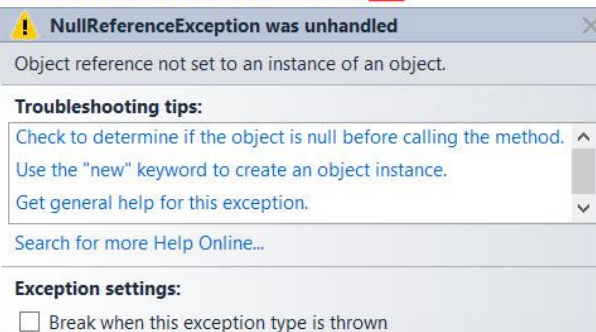 NullReferenceException was unhandled
Object reference not set to an instance of an object.
Troubleshooting tips:
Check to determine if the object is null before calling the method.
Use the "new" keyword to create an object instance.
Get general help for this exception.
Search for more Help Online...
Exception settings:
Break when this exception type is thrown